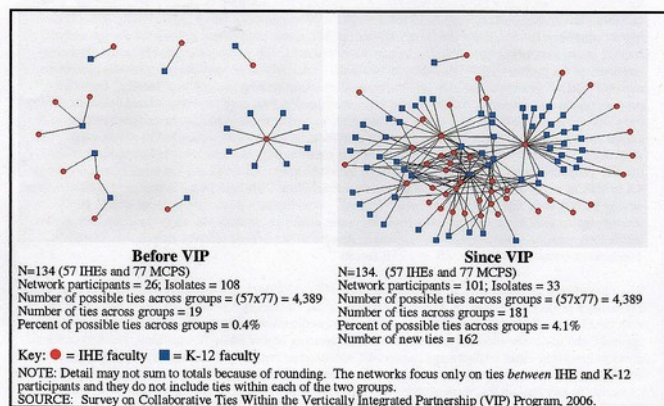 Before VIP
N=134 (57 IHEs and 77 MCPS)
Network participants = 26; Isolates = 108
Number of possible ties across groups = (57x77) = 4,389
Number of ties across groups = 19
Percent of possible ties across groups = 0.4%
Since VIP
N=134. (57 IHEs and 77 MCPS)
Network participants = 101; Isolates = 33
Number of possible ties across groups = (57x77) = 4,389
Number of ties across groups = 181
Percent of possible ties across groups = 4.1%
Number of new ties = 162
Key: = IHE faculty = K-12 faculty
NOTE: Detail may not sum to totals because of rounding. The networks focus only on ties between IHE and K-12
participants and they do not include ties within each of the two groups.
SOURCE: Survey on Collaborative Ties Within the Vertically Integrated Partnership (VIP) Program, 2006.